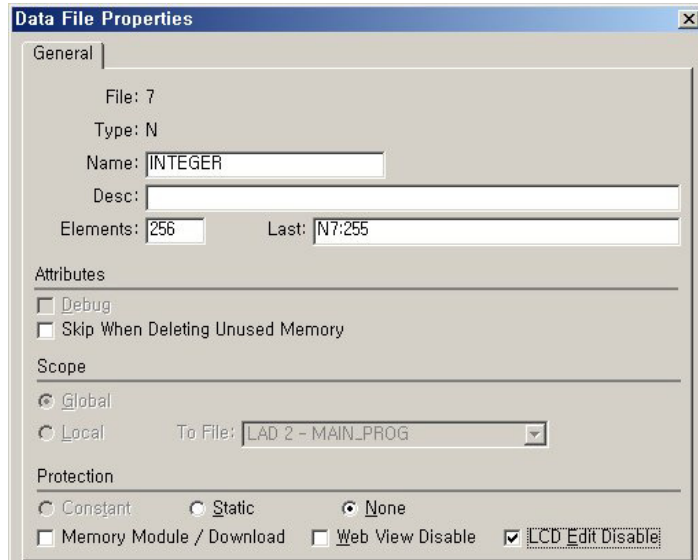 Data File Properties
General
File: 7
Type: N
Name: INTEGER
Desc:
Elements: 256 Last: N7:255
Attributes
Debug
Skip When Deleting Unused Memory
Scope
Global
Local To File: LAD 2 - MAIN_PROG
Protection
Constant Static None
Memory Module / Download Web View Disable LCD Edit Disable